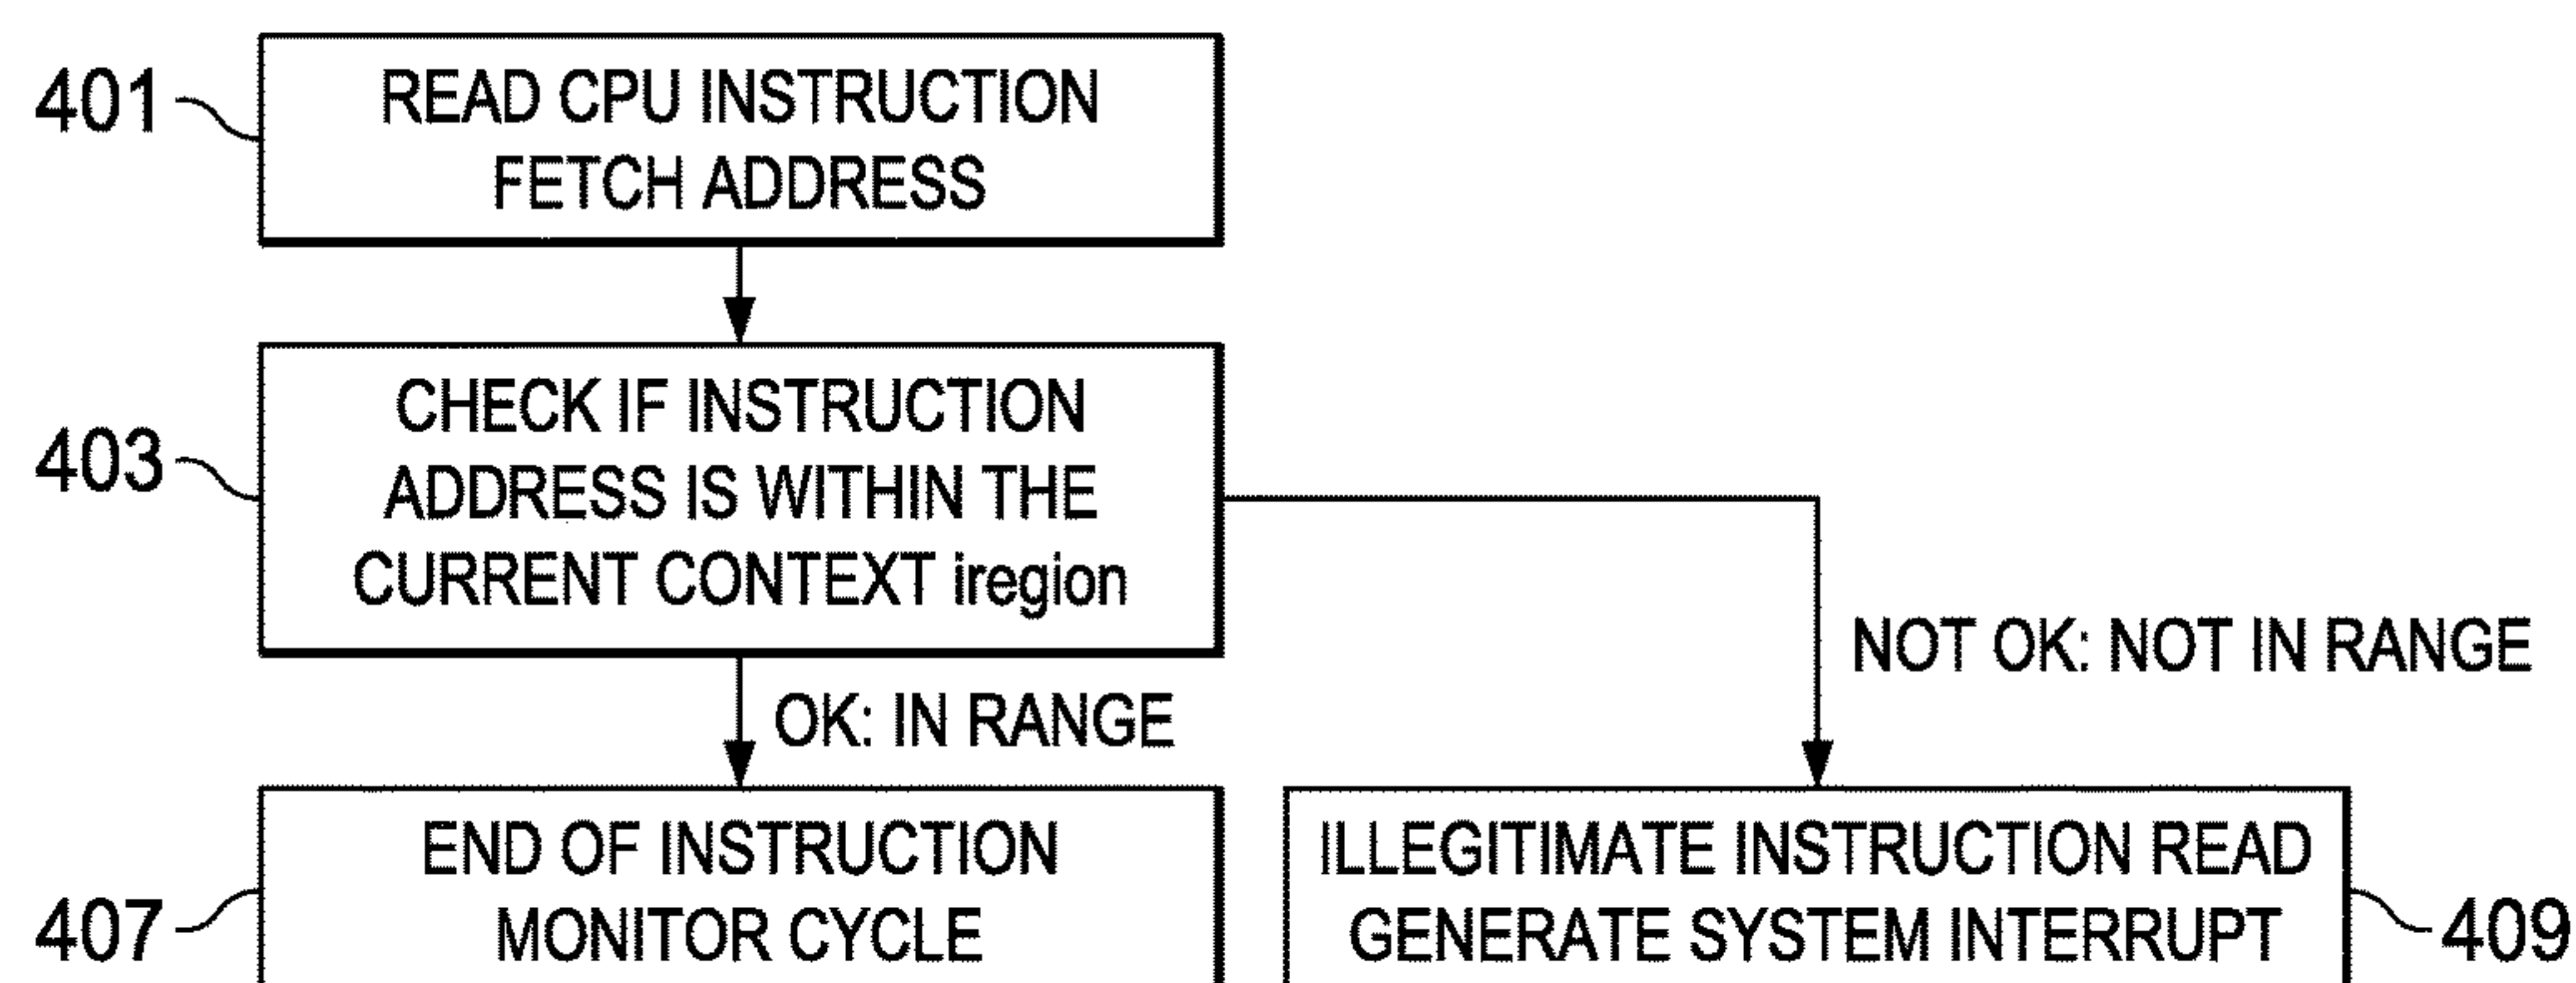 401
READ CPU INSTRUCTION
FETCH ADDRESS
403
CHECK IF INSTRUCTION
ADDRESS IS WITHIN THE
CURRENT CONTEXT iregion
NOT OK: NOT IN RANGE
OK: IN RANGE
407
END OF INSTRUCTION
MONITOR CYCLE
ILLEGITIMATE INSTRUCTION READ
GENERATE SYSTEM INTERRUPT
409